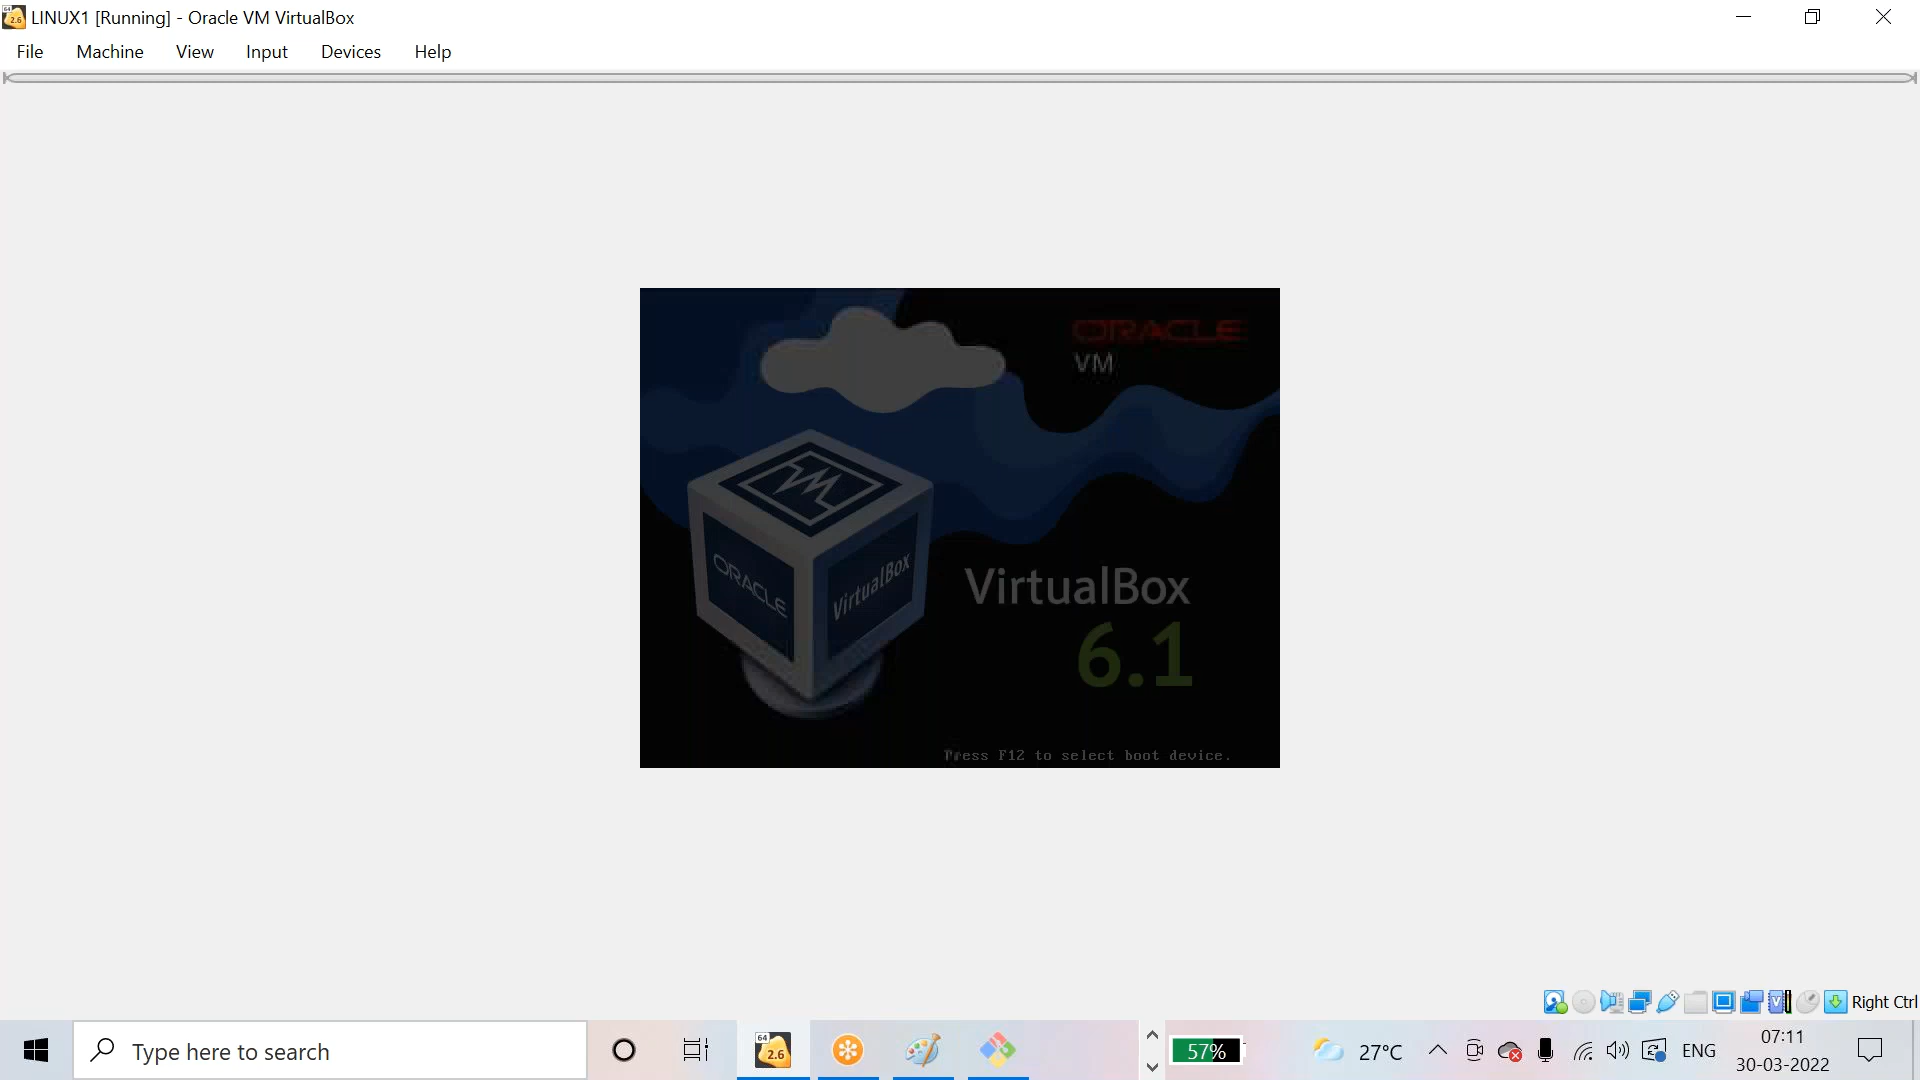 LINUX1 [Running] - Oracle VM VirtualBox
File Machine View Input Devices Help
ORACLE
VM
ORACLE
VirtualBox
VirtualBox
6.1
Press F12 to select boot device.
Right Ctrl
Type here to search
64
2.6
57%
27°C
ENG
07:11
30-03-2022